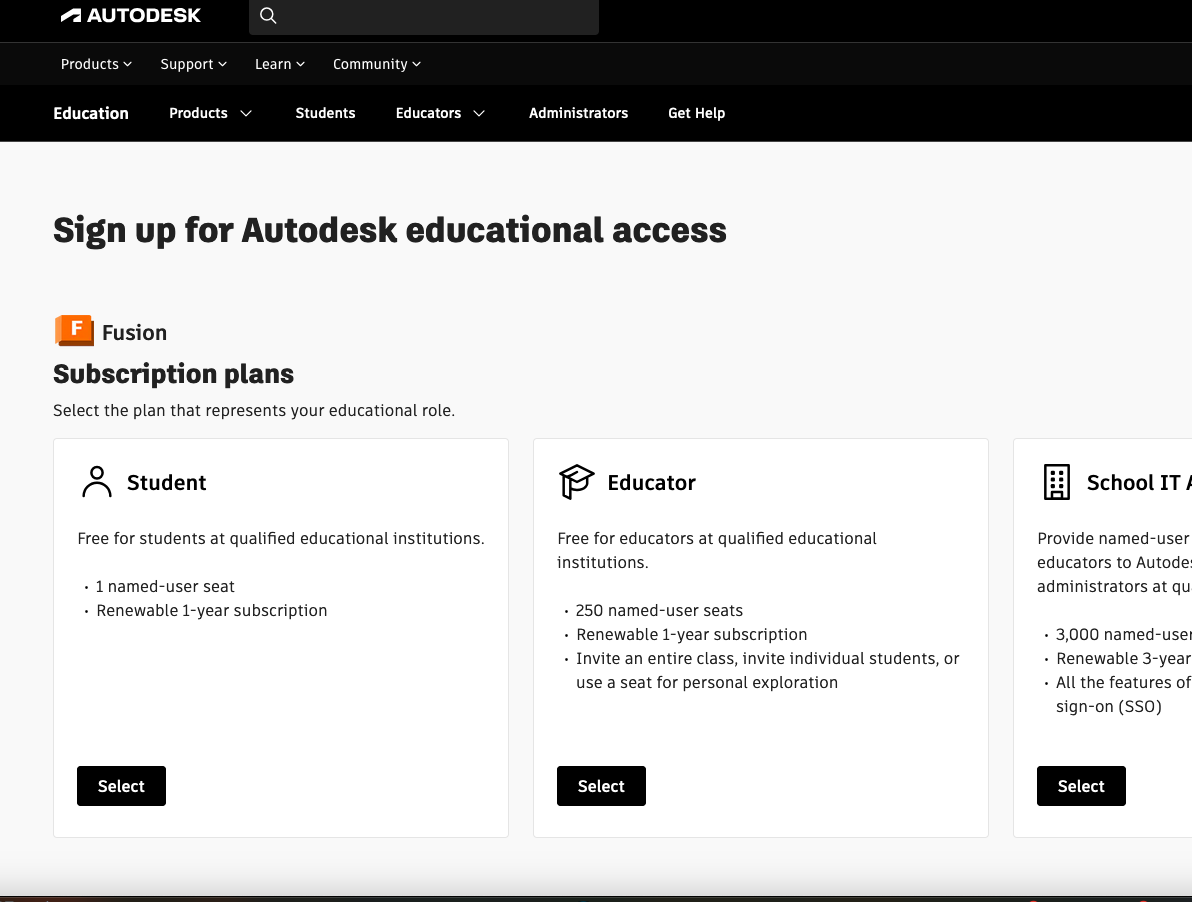 AUTODESK
Products Support Learn Community
Education Products Students Educators Administrators Get Help
Sign up for Autodesk educational access
F Fusion
Subscription plans
Select the plan that represents your educational role.
Student
Free for students at qualified educational institutions.
• 1 named-user seat
• Renewable 1-year subscription
Select
Educator
Free for educators at qualified educational
institutions.
• 250 named-user seats
• Renewable 1-year subscription
• Invite an entire class, invite individual students, or
use a seat for personal exploration
Select
School IT
Provide named-user
educators to
administrators at
• 3,000
• Renewable 3-year
• All the features of
sign-on (SSO)
Select